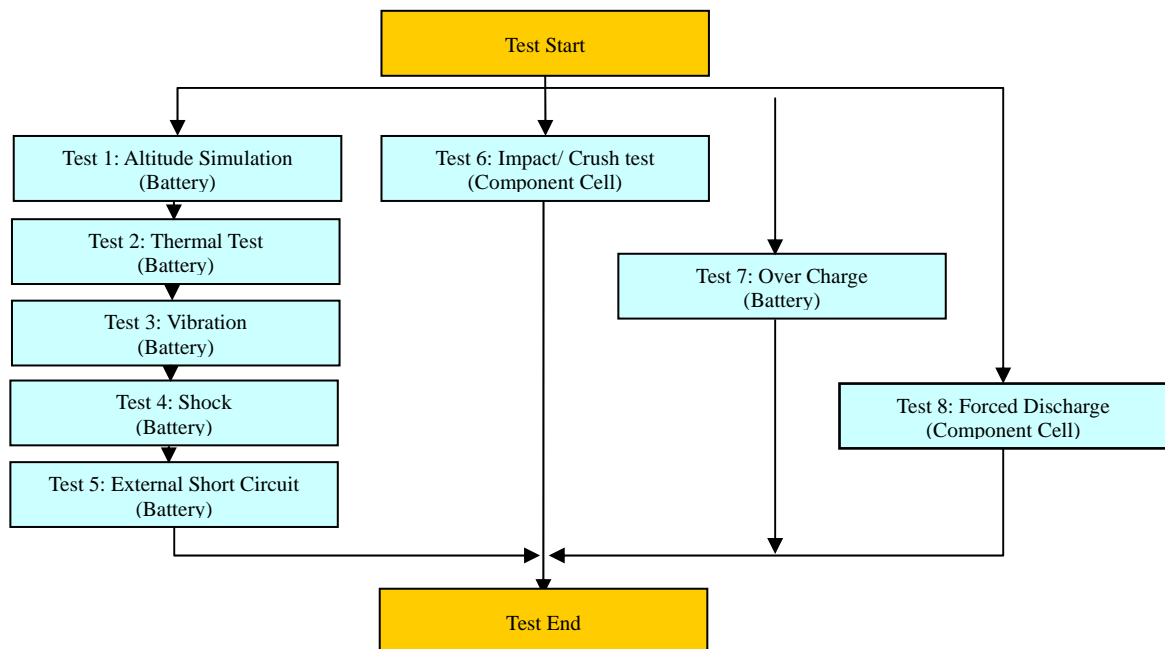 Test Start
Test 1: Altitude Simulation
(Battery)
Test 2: Thermal Test
(Battery)
Test 3: Vibration
(Battery)
Test 4: Shock
(Battery)
Test 5: External Short Circuit
(Battery)
Test 6: Impact/ Crush test
(Component Cell)
Test 7: Over Charge
(Battery)
Test 8: Forced Discharge
(Component Cell)
Test End